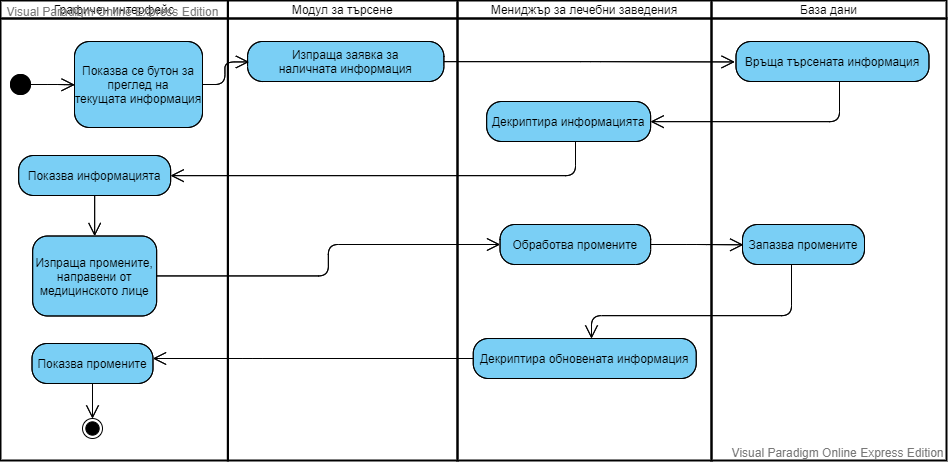 Visual Paradigm Online Express Edition
Графичен интерфейс
Модул за търсене
Мениджър за лечебни заведения
База дани
Показва се бутон за
преглед на
текущата информация
Изпраща заявка за
наличната информация
Връща търсената информация
Декриптира информацията
Показва информацията
Изпраща промените,
направени от
медицинското лице
Обработва промените
Запазва промените
Декриптира обновената информация
Показва промените
Visual Paradigm Online Express Edition